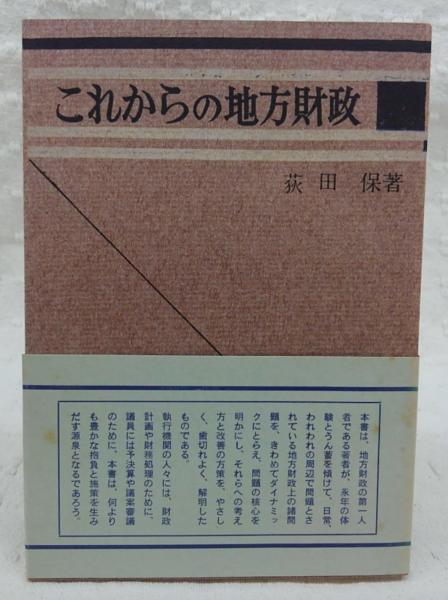 これからの地方財政
荻田 保著
本書は、地方財政の第一人
者である著者が、永年の体
験とうん蓄を傾けて、日常、
われわれの周辺で問題とさ
れている地方財政上の諸問
題を、きわめてダイナミッ
クにとらえ、問題の核心を
明かにし、それらへの考え
方と改善の方策を、やさし
く、歯切れよく、解明した
ものである。
執行機関の人々には、財政
計画や財務処理のために、
議員には予決算や議案審議
のために、本書は、何より
も豊かな抱負と施策を生み
だす源泉となるであろう。